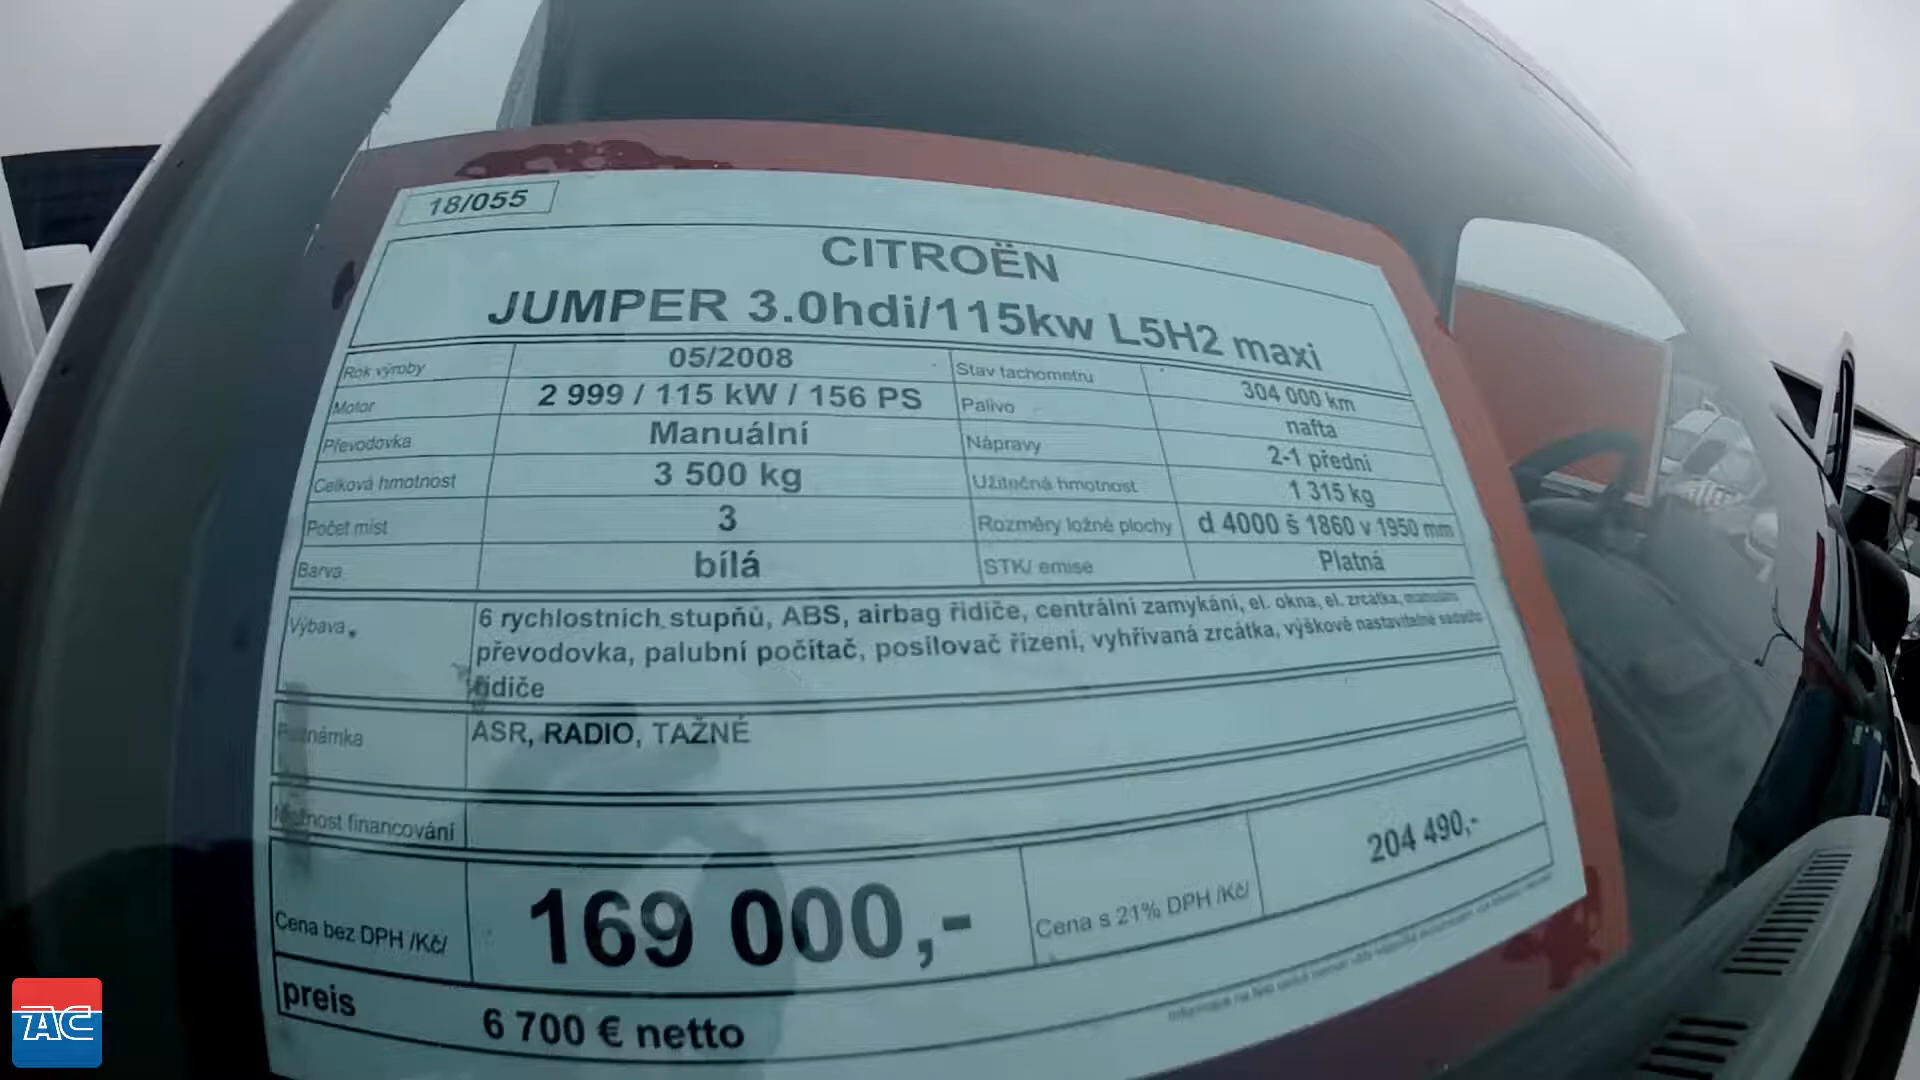 18/055
CITROËN
JUMPER 3.0hdi/115kw L5H2 maxi
Rok výroby 05/2008 Stav tachometru 304 000 km
Motor 2 999 / 115 kW / 156 PS Palivo nafta
Převodovka Manuální Nápravy 2-1 přední
Celková hmotnost 3 500 kg Užitečná hmotnost 1 315 kg
Počet míst 3 Rozměry ložné plochy d 4000 š 1860 v 1950 mm
Barva bílá STK/ emise Platná
Výbava 6 rychlostních stupňů, ABS, airbag řidiče, centrální zamykání, el. okna, el. zrcátka, manuální
převodovka, palubní počítač, posilovač řízení, vyhřívaná zrcátka, výškově nastavitelné sedadlo
řidiče
Poznámka ASR, RADIO, TAŽNÉ
Možnost financování
Cena bez DPH /Kč/ 169 000,- Cena s 21% DPH /Kč/ 204 490,-
preis 6 700 € netto
AC